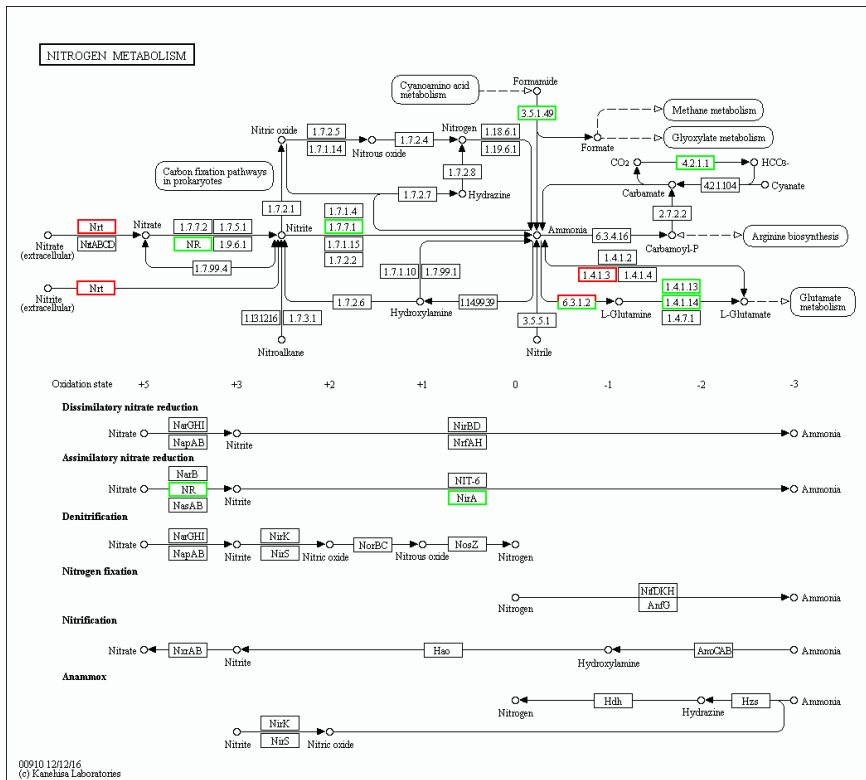 NITROGEN METABOLISM
Cyanoamino acid
metabolism
Formamide
3.5.1.49
Methane metabolism
Glyoxylate metabolism
Formate
Nitric oxide
1.7.2.5
1.7.1.14
Nitrous oxide
1.7.2.4
Nitrogen
1.18.6.1
1.19.6.1
Carbon fixation pathways
in prokaryotes
1.7.2.8
1.7.2.7
Hydrazine
CO2
4.2.1.1
HCO3-
Carbamate
4.2.1.104
Cyanate
1.7.2.1
2.7.2.2
Nrt
Nitrate
1.7.7.2
1.7.5.1
Nitrite
1.7.1.4
1.7.7.1
Ammonia
6.3.4.16
Carbamoyl-P
Arginine biosynthesis
Nitrate
(extracellular)
NrtABCD
NR
1.9.6.1
1.7.1.15
1.7.2.2
1.7.99.4
1.7.1.10
1.7.99.1
1.4.1.2
1.4.1.3
1.4.1.4
Nrt
Nitrite
(extracellular)
1.7.2.6
Hydroxylamine
1.14.99.39
6.3.1.2
L-Glutamine
1.4.1.13
1.4.1.14
1.4.7.1
L-Glutamate
Glutamate
metabolism
1.13.12.16
1.7.3.1
Nitroalkane
3.5.5.1
Nitrile
Oxidation state +5 +3 +2 +1 0 -1 -2 -3
Dissimilatory nitrate reduction
NarGHI
NirBD
Nitrate
Nitrite
Ammonia
NapAB
NrfAH
Assimilatory nitrate reduction
NarB
NIT-6
Nitrate
NR
Nitrite
Ammonia
NasAB
NirA
Denitrification
NarGHI
NirK
Nitrate
Nitrite
Nitric oxide
NorBC
Nitrous oxide
NosZ
Nitrogen
NapAB
NirS
Nitrogen fixation
NifDKH
Nitrogen
Ammonia
AnfG
Nitrification
Nitrate
NxrAB
Nitrite
Hao
Hydroxylamine
AmoCAB
Ammonia
Anammox
Nitrogen
Hdh
Hydrazine
Hzs
Ammonia
NirK
Nitrite
Nitric oxide
NirS
00910 12/12/16
(c) Kanehisa Laboratories